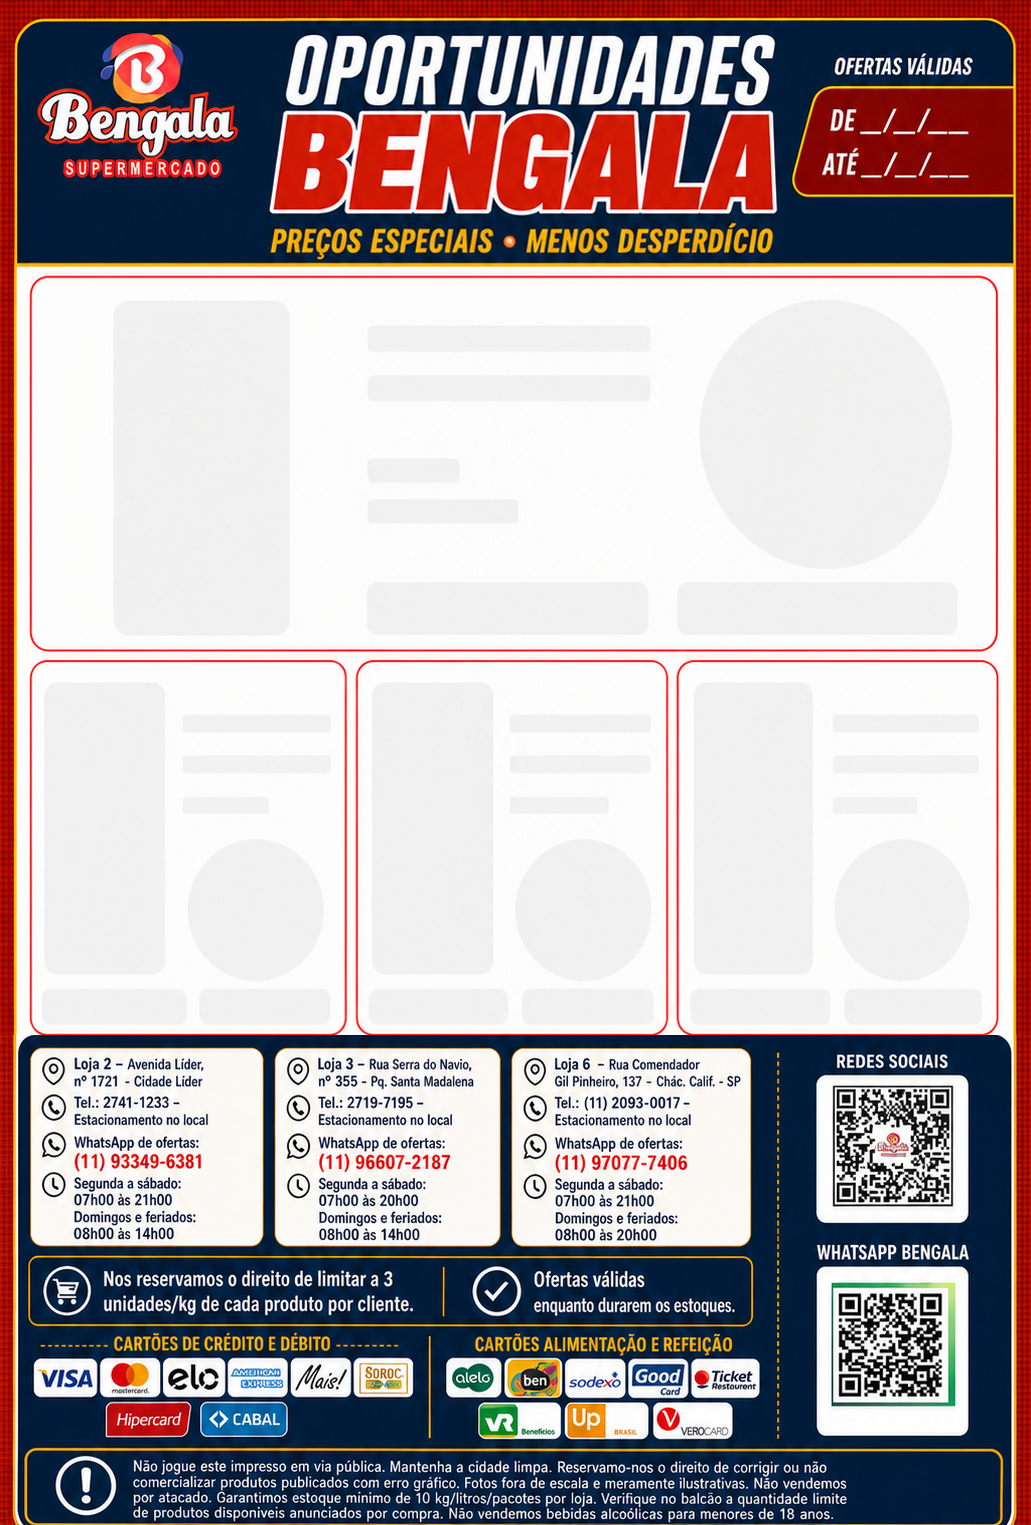 B
Bengala
SUPERMERCADO
OPORTUNIDADES
BENGALA
PREÇOS ESPECIAIS • MENOS DESPERDÍCIO
OFERTAS VÁLIDAS
DE __/__/__
ATÉ __/__/__
Loja 2 – Avenida Líder,
nº 1721 - Cidade Líder
Tel.: 2741-1233 –
Estacionamento no local
WhatsApp de ofertas:
(11) 93349-6381
Segunda a sábado:
07h00 às 21h00
Domingos e feriados:
08h00 às 14h00
Loja 3 – Rua Serra do Navio,
nº 355 - Pq. Santa Madalena
Tel.: 2719-7195 –
Estacionamento no local
WhatsApp de ofertas:
(11) 96607-2187
Segunda a sábado:
07h00 às 20h00
Domingos e feriados:
08h00 às 14h00
Loja 6 – Rua Comendador
Gil Pinheiro, 137 – Chác. Calif. - SP
Tel.: (11) 2093-0017 –
Estacionamento no local
WhatsApp de ofertas:
(11) 97077-7406
Segunda a sábado:
07h00 às 21h00
Domingos e feriados:
08h00 às 20h00
REDES SOCIAIS
WHATSAPP BENGALA
Nos reservamos o direito de limitar a 3
unidades/kg de cada produto por cliente.
Ofertas válidas
enquanto durarem os estoques.
CARTÕES DE CRÉDITO E DÉBITO
VISA
mastercard.
elo
AMERICAN
EXPRESS
Mais!
SOROC
Hipercard
CABAL
CARTÕES ALIMENTAÇÃO E REFEIÇÃO
alelo
ben
sodexo
Good
Card
Ticket
Restaurent
VR
Benefícios
Up
BRASIL
V
VEROCARD
Não jogue este impresso em via pública. Mantenha a cidade limpa. Reservamo-nos o direito de corrigir ou não
comercializar produtos publicados com erro gráfico. Fotos fora de escala e meramente ilustrativas. Não vendemos
por atacado. Garantimos estoque mínimo de 10 kg/litros/pacotes por loja. Verifique no balcão a quantidade limite
de produtos disponiveis anunciados por compra. Não vendemos bebidas alcoólicas para menores de 18 anos.